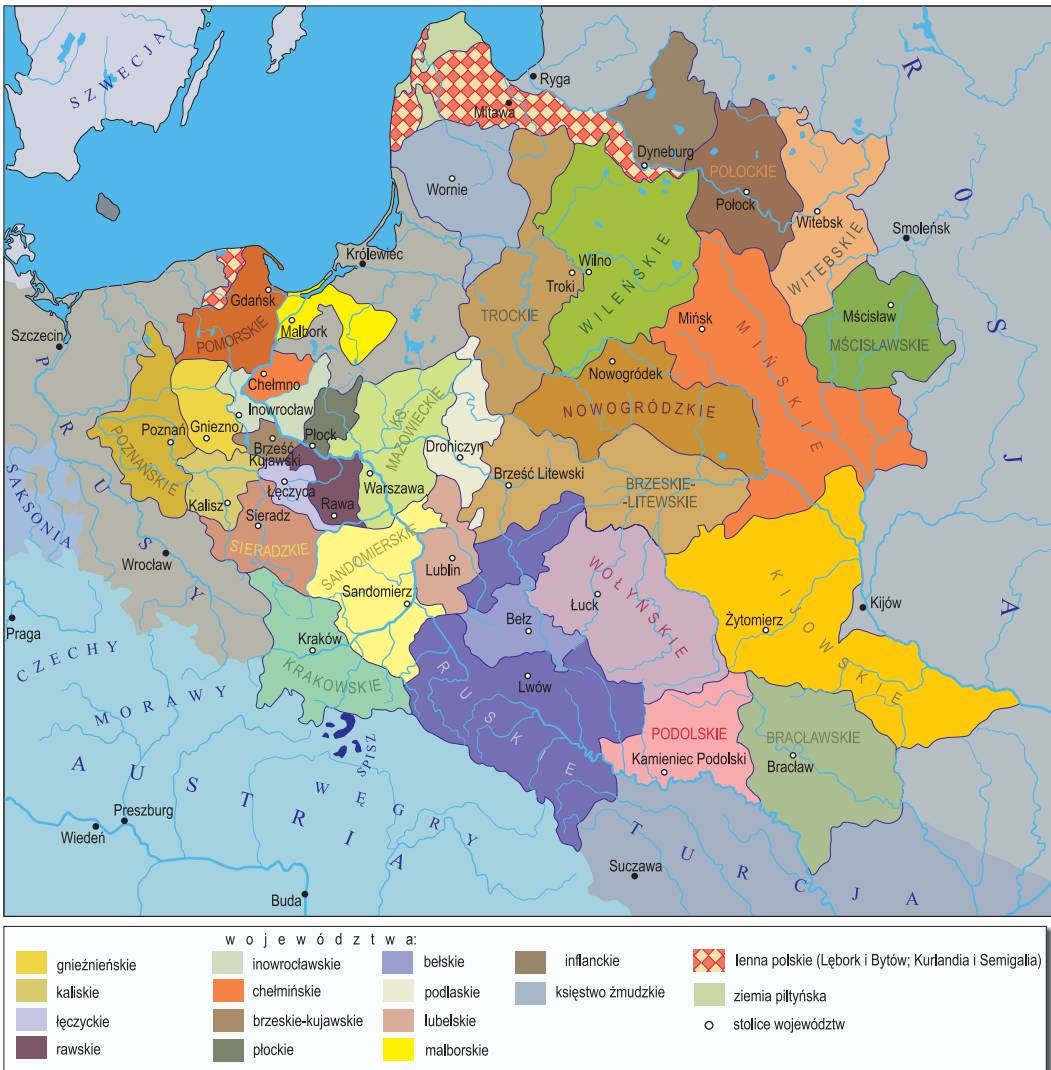 SZWECJA
Ryga
Mitawa
ROSJA
Dyneburg
POŁOCKIE
Wornie
Połock
Witebsk
Smoleńsk
WITEBSKIE
Królewiec
Wilno
Troki
WILEŃSKIE
Gdańsk
Mścisław
TROCKIE
Mińsk
MIŃSKIE
Malbork
Szczecin
POMORSKIE
MŚCISŁAWSKIE
Nowogródek
Chełmno
PRUSY
Inowrocław
NOWOGRÓDZKIE
KS. MAZOWIECKIE
Poznań
Gniezno
Płock
Drohiczyn
Brześć
Kujawski
POZNAŃSKIE
SAKSONIA
Warszawa
Brześć Litewski
BRZESKIE-
-LITEWSKIE
Łęczyca
Kalisz
Rawa
Sieradz
SIERADZKIE
SANDOMIERSKIE
Wrocław
Lublin
WOŁYŃSKIE
KIJOWSKIE
Sandomierz
Łuck
Kijów
Praga
Żytomierz
Bełz
CZECHY
Kraków
KRAKOWSKIE
RUSKIE
Lwów
MORAWY
PODOLSKIE
BRACŁAWSKIE
SPISZ
Kamieniec Podolski
Bracław
AUSTRIA
WĘGRY
Preszburg
Wiedeń
TURCJA
Suczawa
Buda
województwa:
gnieźnieńskie
inowrocławskie
bełskie
inflanckie
lenna polskie (Lębork i Bytów; Kurlandia i Semigalia)
kaliskie
chełmińskie
podlaskie
księstwo żmudzkie
ziemia piltyńska
łęczyckie
brzeskie-kujawskie
lubelskie
stolice województw
rawskie
płockie
malborskie